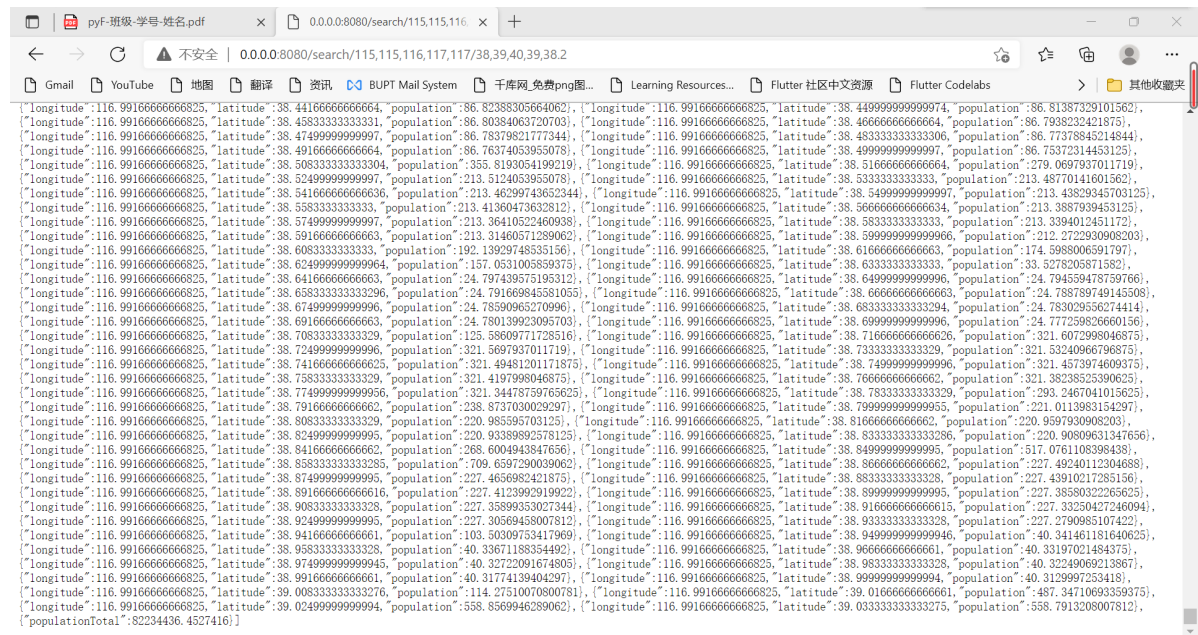 pyF-班级-学号-姓名.pdf
0.0.0.0:8080/search/115,115,116,
不安全 | 0.0.0.0:8080/search/115,115,116,117,117/38,39,40,39,38.2
Gmail YouTube 地图 翻译 资讯 BUPT Mail System 千库网_免费png图... Learning Resources... Flutter 社区中文资源 Flutter Codelabs 其他收藏夹
{"longitude":116.99166666666825,"latitude":38.44166666666664,"population":86.82388305664062},{"longitude":116.99166666666825,"latitude":38.44999999999974,"population":86.81387329101562},
{"longitude":116.99166666666825,"latitude":38.45833333333331,"population":86.80384063720703},{"longitude":116.99166666666825,"latitude":38.46666666666664,"population":86.7938232421875},
{"longitude":116.99166666666825,"latitude":38.47499999999997,"population":86.78379821777344},{"longitude":116.99166666666825,"latitude":38.483333333333306,"population":86.77378845214844},
{"longitude":116.99166666666825,"latitude":38.49166666666664,"population":86.76374053955078},{"longitude":116.99166666666825,"latitude":38.49999999999997,"population":86.75372314453125},
{"longitude":116.99166666666825,"latitude":38.508333333333304,"population":355.8193054199219},{"longitude":116.99166666666825,"latitude":38.51666666666664,"population":279.0697937011719},
{"longitude":116.99166666666825,"latitude":38.52499999999997,"population":213.5124053955078},{"longitude":116.99166666666825,"latitude":38.5333333333333,"population":213.48770141601562},
{"longitude":116.99166666666825,"latitude":38.541666666666636,"population":213.46299743652344},{"longitude":116.99166666666825,"latitude":38.54999999999997,"population":213.43829345703125},
{"longitude":116.99166666666825,"latitude":38.5583333333333,"population":213.41360473632812},{"longitude":116.99166666666825,"latitude":38.566666666666634,"population":213.3887939453125},
{"longitude":116.99166666666825,"latitude":38.57499999999997,"population":213.36410522460938},{"longitude":116.99166666666825,"latitude":38.5833333333333,"population":213.3394012451172},
{"longitude":116.99166666666825,"latitude":38.59166666666663,"population":213.31460571289062},{"longitude":116.99166666666825,"latitude":38.599999999999966,"population":212.2722930908203},
{"longitude":116.99166666666825,"latitude":38.6083333333333,"population":192.13929748535156},{"longitude":116.99166666666825,"latitude":38.61666666666663,"population":174.5988006591797},
{"longitude":116.99166666666825,"latitude":38.624999999999964,"population":157.0531005859375},{"longitude":116.99166666666825,"latitude":38.6333333333333,"population":33.5278205871582},
{"longitude":116.99166666666825,"latitude":38.64166666666663,"population":24.797439575195312},{"longitude":116.99166666666825,"latitude":38.64999999999996,"population":24.794559478759766},
{"longitude":116.99166666666825,"latitude":38.658333333333296,"population":24.791669845581055},{"longitude":116.99166666666825,"latitude":38.66666666666663,"population":24.788789749145508},
{"longitude":116.99166666666825,"latitude":38.67499999999996,"population":24.78590965270996},{"longitude":116.99166666666825,"latitude":38.683333333333294,"population":24.783029556274414},
{"longitude":116.99166666666825,"latitude":38.69166666666663,"population":24.780139923095703},{"longitude":116.99166666666825,"latitude":38.69999999999996,"population":24.777259826660156},
{"longitude":116.99166666666825,"latitude":38.70833333333329,"population":125.58609771728516},{"longitude":116.99166666666825,"latitude":38.716666666666626,"population":321.6072998046875},
{"longitude":116.99166666666825,"latitude":38.72499999999996,"population":321.5697937011719},{"longitude":116.99166666666825,"latitude":38.73333333333329,"population":321.53240966796875},
{"longitude":116.99166666666825,"latitude":38.741666666666625,"population":321.49481201171875},{"longitude":116.99166666666825,"latitude":38.74999999999996,"population":321.4573974609375},
{"longitude":116.99166666666825,"latitude":38.75833333333329,"population":321.4197998046875},{"longitude":116.99166666666825,"latitude":38.76666666666662,"population":321.38238525390625},
{"longitude":116.99166666666825,"latitude":38.774999999999956,"population":321.34478759765625},{"longitude":116.99166666666825,"latitude":38.78333333333329,"population":293.2467041015625},
{"longitude":116.99166666666825,"latitude":38.79166666666662,"population":238.8737030029297},{"longitude":116.99166666666825,"latitude":38.799999999999955,"population":221.0113983154297},
{"longitude":116.99166666666825,"latitude":38.80833333333329,"population":220.985595703125},{"longitude":116.99166666666825,"latitude":38.81666666666662,"population":220.9597930908203},
{"longitude":116.99166666666825,"latitude":38.82499999999995,"population":220.93389892578125},{"longitude":116.99166666666825,"latitude":38.833333333333286,"population":220.90809631347656},
{"longitude":116.99166666666825,"latitude":38.84166666666662,"population":268.6004943847656},{"longitude":116.99166666666825,"latitude":38.84999999999995,"population":517.0761108398438},
{"longitude":116.99166666666825,"latitude":38.858333333333285,"population":709.6597290039062},{"longitude":116.99166666666825,"latitude":38.86666666666662,"population":227.49240112304688},
{"longitude":116.99166666666825,"latitude":38.87499999999995,"population":227.4656982421875},{"longitude":116.99166666666825,"latitude":38.88333333333328,"population":227.43910217285156},
{"longitude":116.99166666666825,"latitude":38.891666666666616,"population":227.4123992919922},{"longitude":116.99166666666825,"latitude":38.89999999999995,"population":227.38580322265625},
{"longitude":116.99166666666825,"latitude":38.90833333333328,"population":227.35899353027344},{"longitude":116.99166666666825,"latitude":38.916666666666615,"population":227.33250427246094},
{"longitude":116.99166666666825,"latitude":38.92499999999995,"population":227.30569458007812},{"longitude":116.99166666666825,"latitude":38.93333333333328,"population":227.2790985107422},
{"longitude":116.99166666666825,"latitude":38.94166666666661,"population":103.50309753417969},{"longitude":116.99166666666825,"latitude":38.949999999999946,"population":40.341461181640625},
{"longitude":116.99166666666825,"latitude":38.95833333333328,"population":40.33671188354492},{"longitude":116.99166666666825,"latitude":38.96666666666661,"population":40.33197021484375},
{"longitude":116.99166666666825,"latitude":38.974999999999945,"population":40.32722091674805},{"longitude":116.99166666666825,"latitude":38.98333333333328,"population":40.32249069213867},
{"longitude":116.99166666666825,"latitude":38.99166666666661,"population":40.31774139404297},{"longitude":116.99166666666825,"latitude":38.99999999999994,"population":40.3129997253418},
{"longitude":116.99166666666825,"latitude":39.008333333333276,"population":114.27510070800781},{"longitude":116.99166666666825,"latitude":39.01666666666661,"population":487.34710693359375},
{"longitude":116.99166666666825,"latitude":39.02499999999994,"population":558.8569946289062},{"longitude":116.99166666666825,"latitude":39.033333333333275,"population":558.7913208007812},
{"populationTotal":82234436.4527416}]